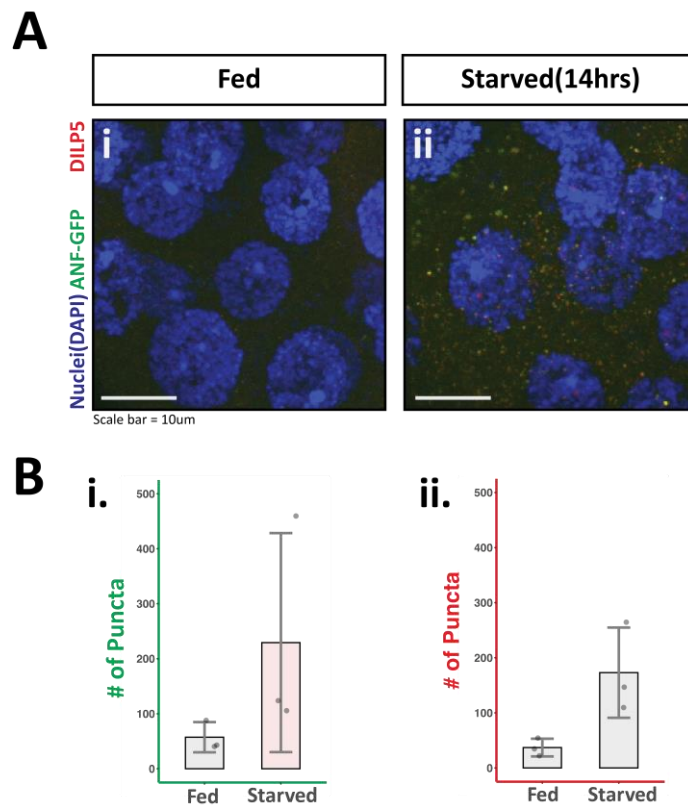 A
Fed
Starved(14hrs)
Nuclei(DAPI) ANF-GFP DILP5
i
ii
Scale bar = 10um
B
i.
# of Puncta
500
400
300
200
100
0
Fed
Starved
ii.
# of Puncta
500
400
300
200
100
0
Fed
Starved